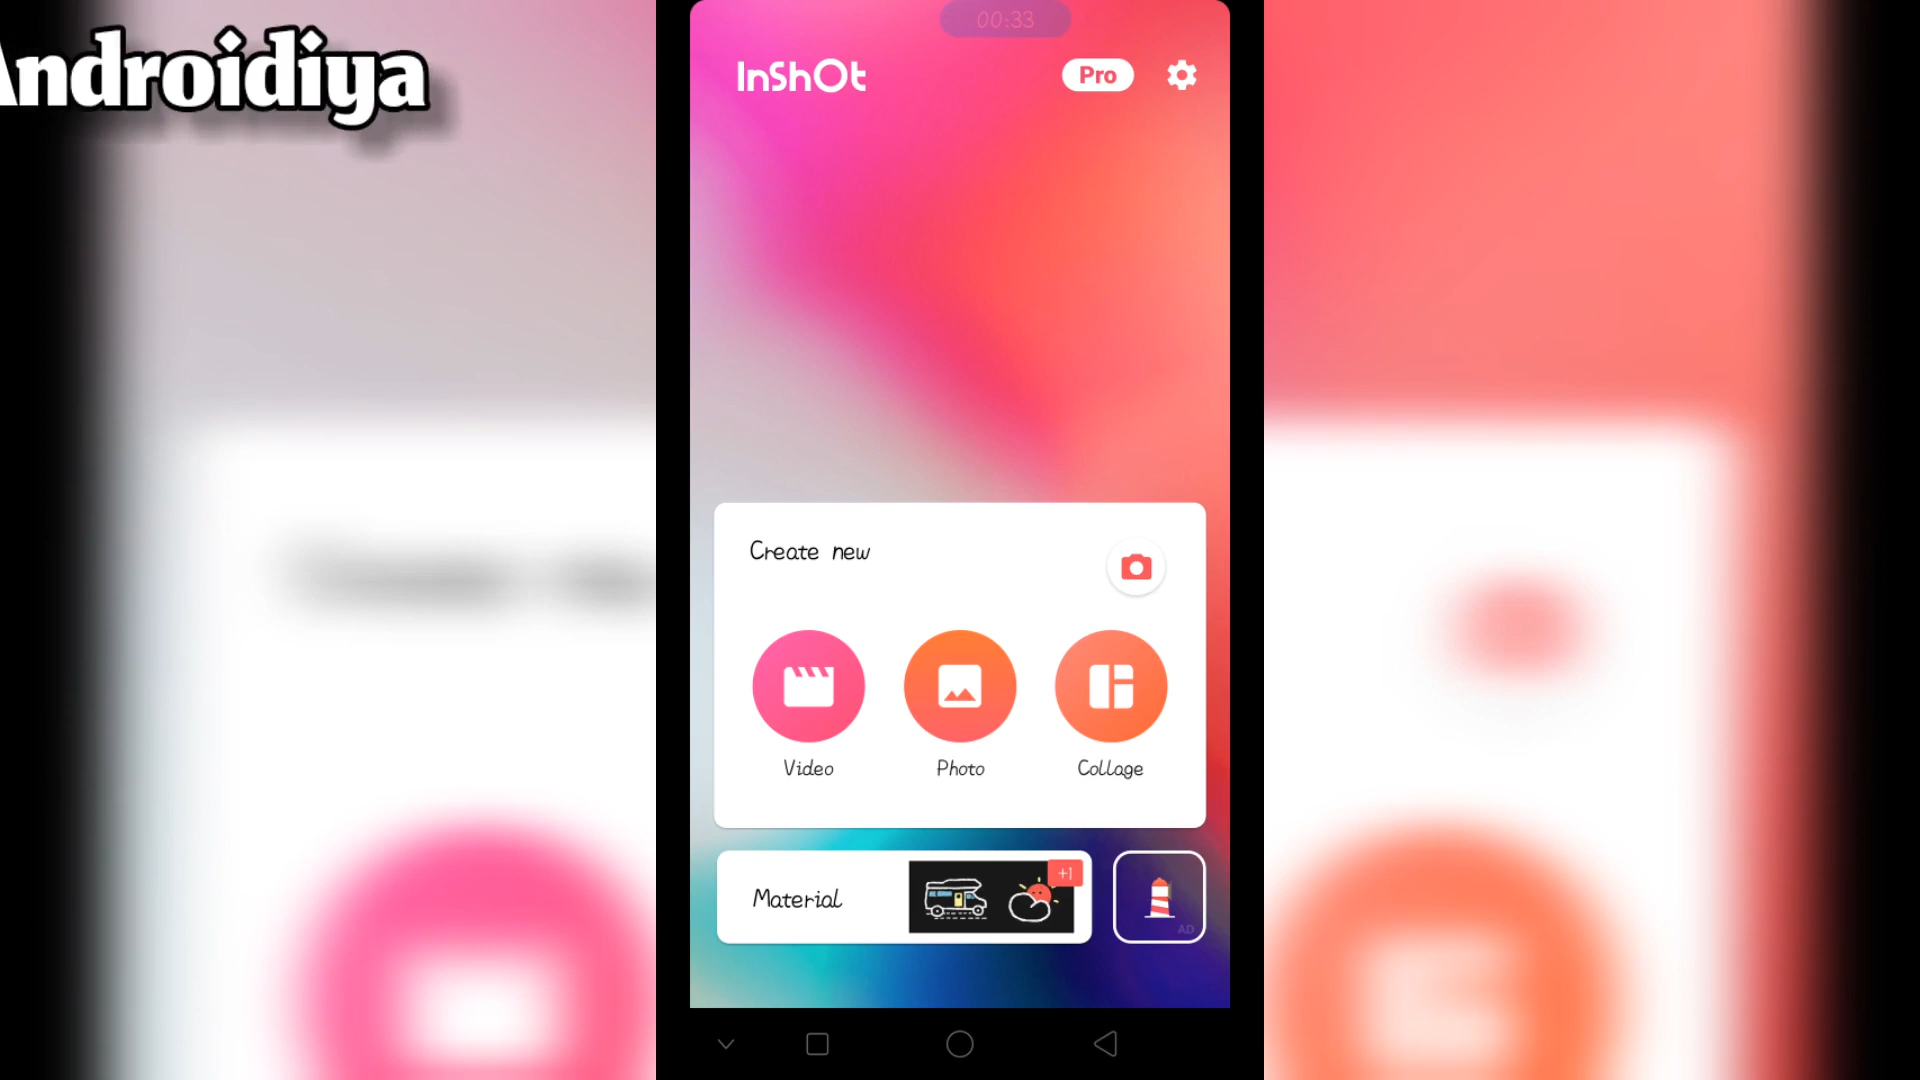 Androidiya
00:33
InShOt
Pro
Create new
Video
Photo
Collage
Material
+1
AD